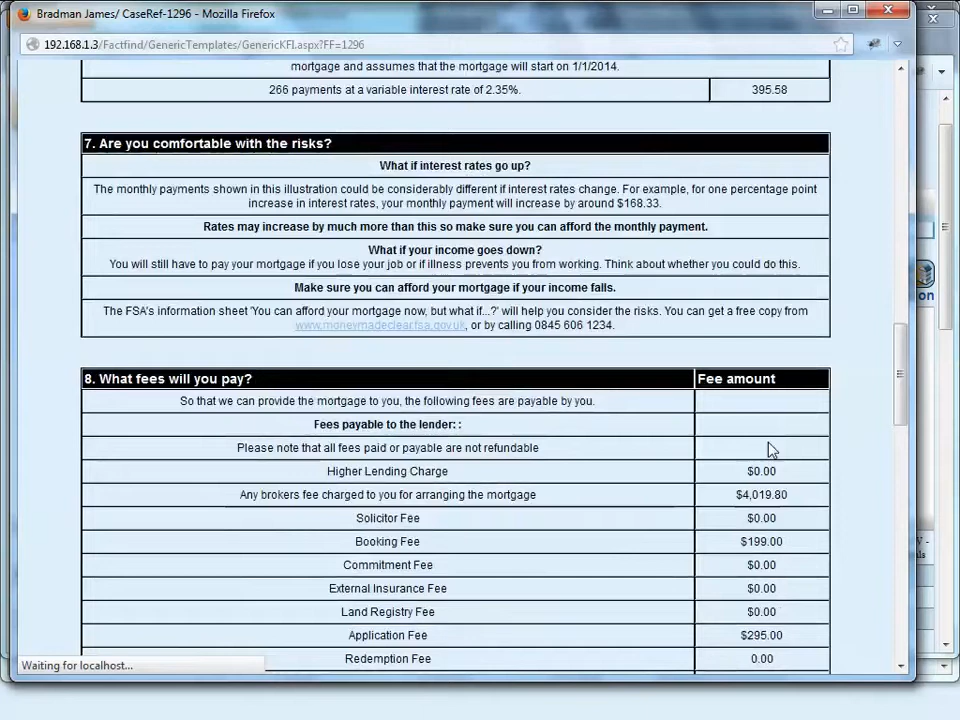 Bradman James/ CaseRef-1296 - Mozilla Firefox
192.168.1.3/Factfind/GenericTemplates/GenericKFI.aspx?FF=1296
mortgage and assumes that the mortgage will start on 1/1/2014.
266 payments at a variable interest rate of 2.35%. 395.58
7. Are you comfortable with the risks?
What if interest rates go up?
The monthly payments shown in this illustration could be considerably different if interest rates change. For example, for one percentage point
increase in interest rates, your monthly payment will increase by around $168.33.
Rates may increase by much more than this so make sure you can afford the monthly payment.
What if your income goes down?
You will still have to pay your mortgage if you lose your job or if illness prevents you from working. Think about whether you could do this.
Make sure you can afford your mortgage if your income falls.
The FSA's information sheet 'You can afford your mortgage now, but what if...?' will help you consider the risks. You can get a free copy from
www.moneymadeclear.fsa.gov.uk, or by calling 0845 606 1234.
8. What fees will you pay? Fee amount
So that we can provide the mortgage to you, the following fees are payable by you.
Fees payable to the lender: :
Please note that all fees paid or payable are not refundable
Higher Lending Charge $0.00
Any brokers fee charged to you for arranging the mortgage $4,019.80
Solicitor Fee $0.00
Booking Fee $199.00
Commitment Fee $0.00
External Insurance Fee $0.00
Land Registry Fee $0.00
Application Fee $295.00
Redemption Fee 0.00
Waiting for localhost...
on